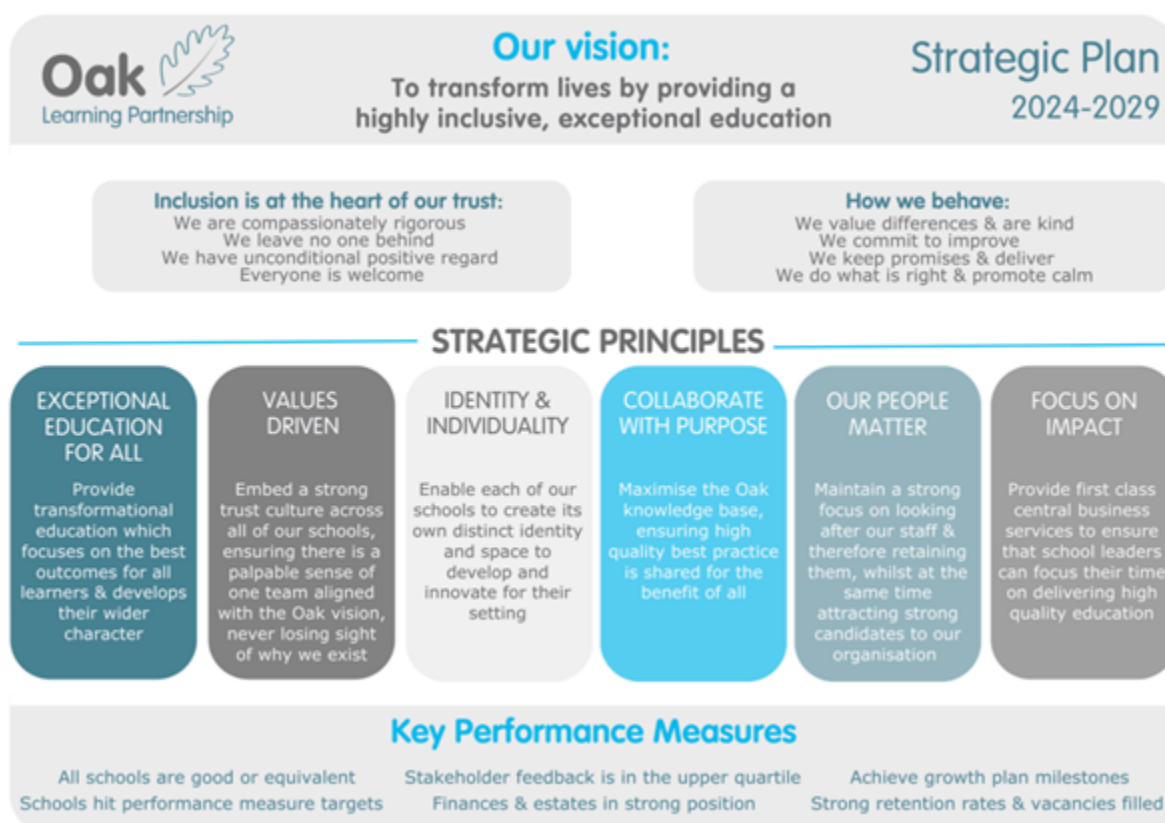 Oak
Learning Partnership
Our vision:
To transform lives by providing a
highly inclusive, exceptional education
Strategic Plan
2024-2029
Inclusion is at the heart of our trust:
We are compassionately rigorous
We leave no one behind
We have unconditional positive regard
Everyone is welcome
How we behave:
We value differences & are kind
We commit to improve
We keep promises & deliver
We do what is right & promote calm
STRATEGIC PRINCIPLES
EXCEPTIONAL
EDUCATION
FOR ALL
Provide
transformational
education which
focuses on the best
outcomes for all
learners & develops
their wider
character
VALUES
DRIVEN
Embed a strong
trust culture across
all of our schools,
ensuring there is a
palpable sense of
one team aligned
with the Oak vision,
never losing sight
of why we exist
IDENTITY &
INDIVIDUALITY
Enable each of our
schools to create its
own distinct identity
and space to
develop and
innovate for their
setting
COLLABORATE
WITH PURPOSE
Maximise the Oak
knowledge base,
ensuring high
quality best practice
is shared for the
benefit of all
OUR PEOPLE
MATTER
Maintain a strong
focus on looking
after our staff &
therefore retaining
them, whilst at the
same time
attracting strong
candidates to our
organisation
FOCUS ON
IMPACT
Provide first class
central business
services to ensure
that school leaders
can focus their time
on delivering high
quality education
Key Performance Measures
All schools are good or equivalent
Stakeholder feedback is in the upper quartile
Achieve growth plan milestones
Schools hit performance measure targets
Finances & estates in strong position
Strong retention rates & vacancies filled